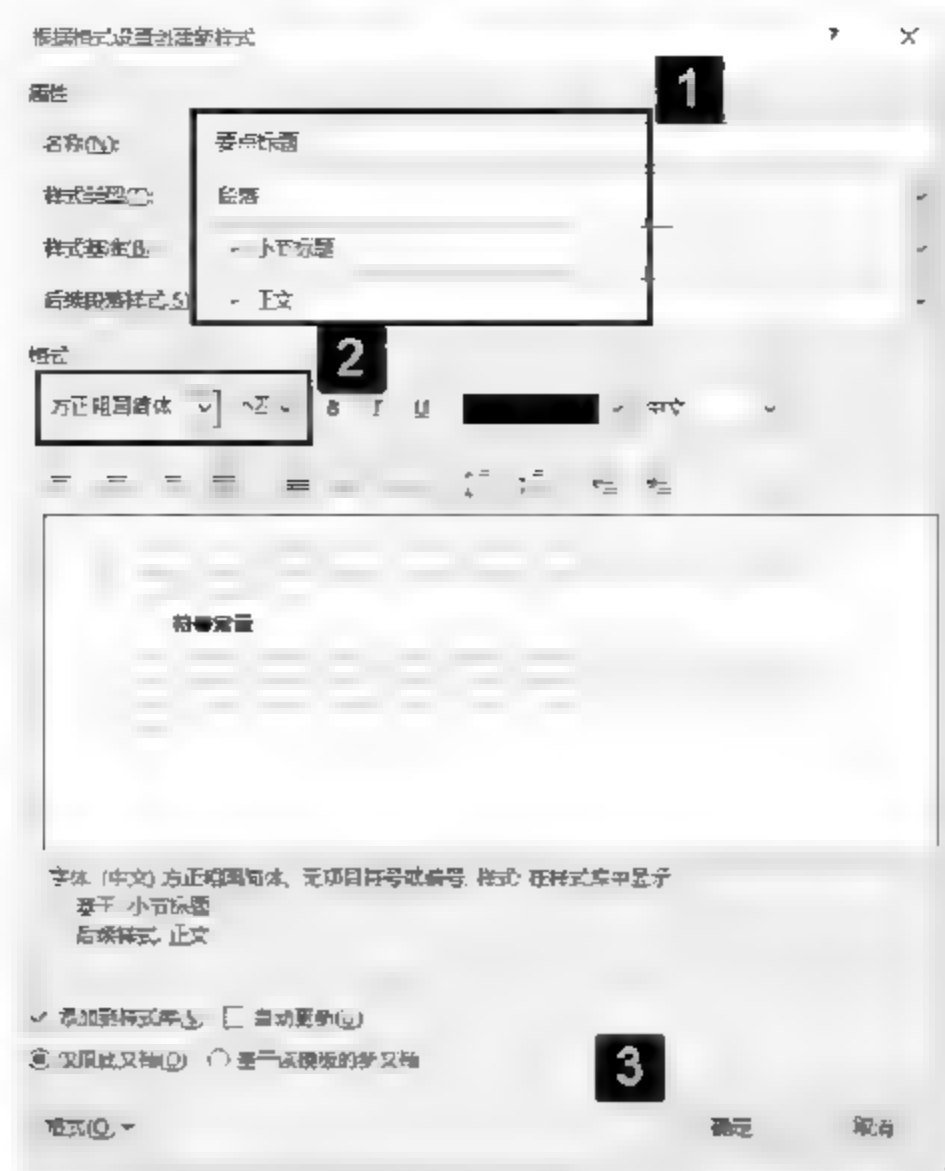 根据格式设置创建新样式 ? ×
属性
1
名称(N): 要点标题
样式类型(T): 段落
样式基准(B) 小节标题
后续段落样式(S) 正文
格式
2
方正粗圆简体 B I U 中文
符号常量
字体: (中文) 方正粗圆简体, 无项目符号或编号, 样式: 在样式库中显示
基于: 小节标题
后续样式: 正文
添加到样式库(S) 自动更新(U)
仅限此文档(D) 基于该模板的新文档
3
格式(O) 确定 取消